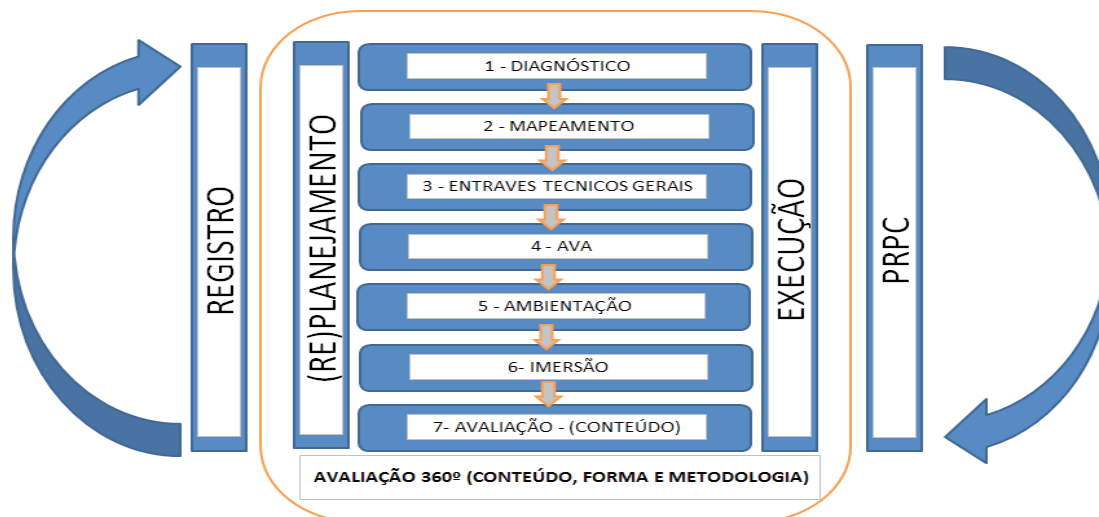 REGISTRO
(RE)PLANEJAMENTO
1 - DIAGNÓSTICO
2 - MAPEAMENTO
3 - ENTRAVES TECNICOS GERAIS
4 - AVA
5 - AMBIENTAÇÃO
6- IMERSÃO
7- AVALIAÇÃO - (CONTEÚDO)
EXECUÇÃO
PRPC
AVALIAÇÃO 360º (CONTEÚDO, FORMA E METODOLOGIA)